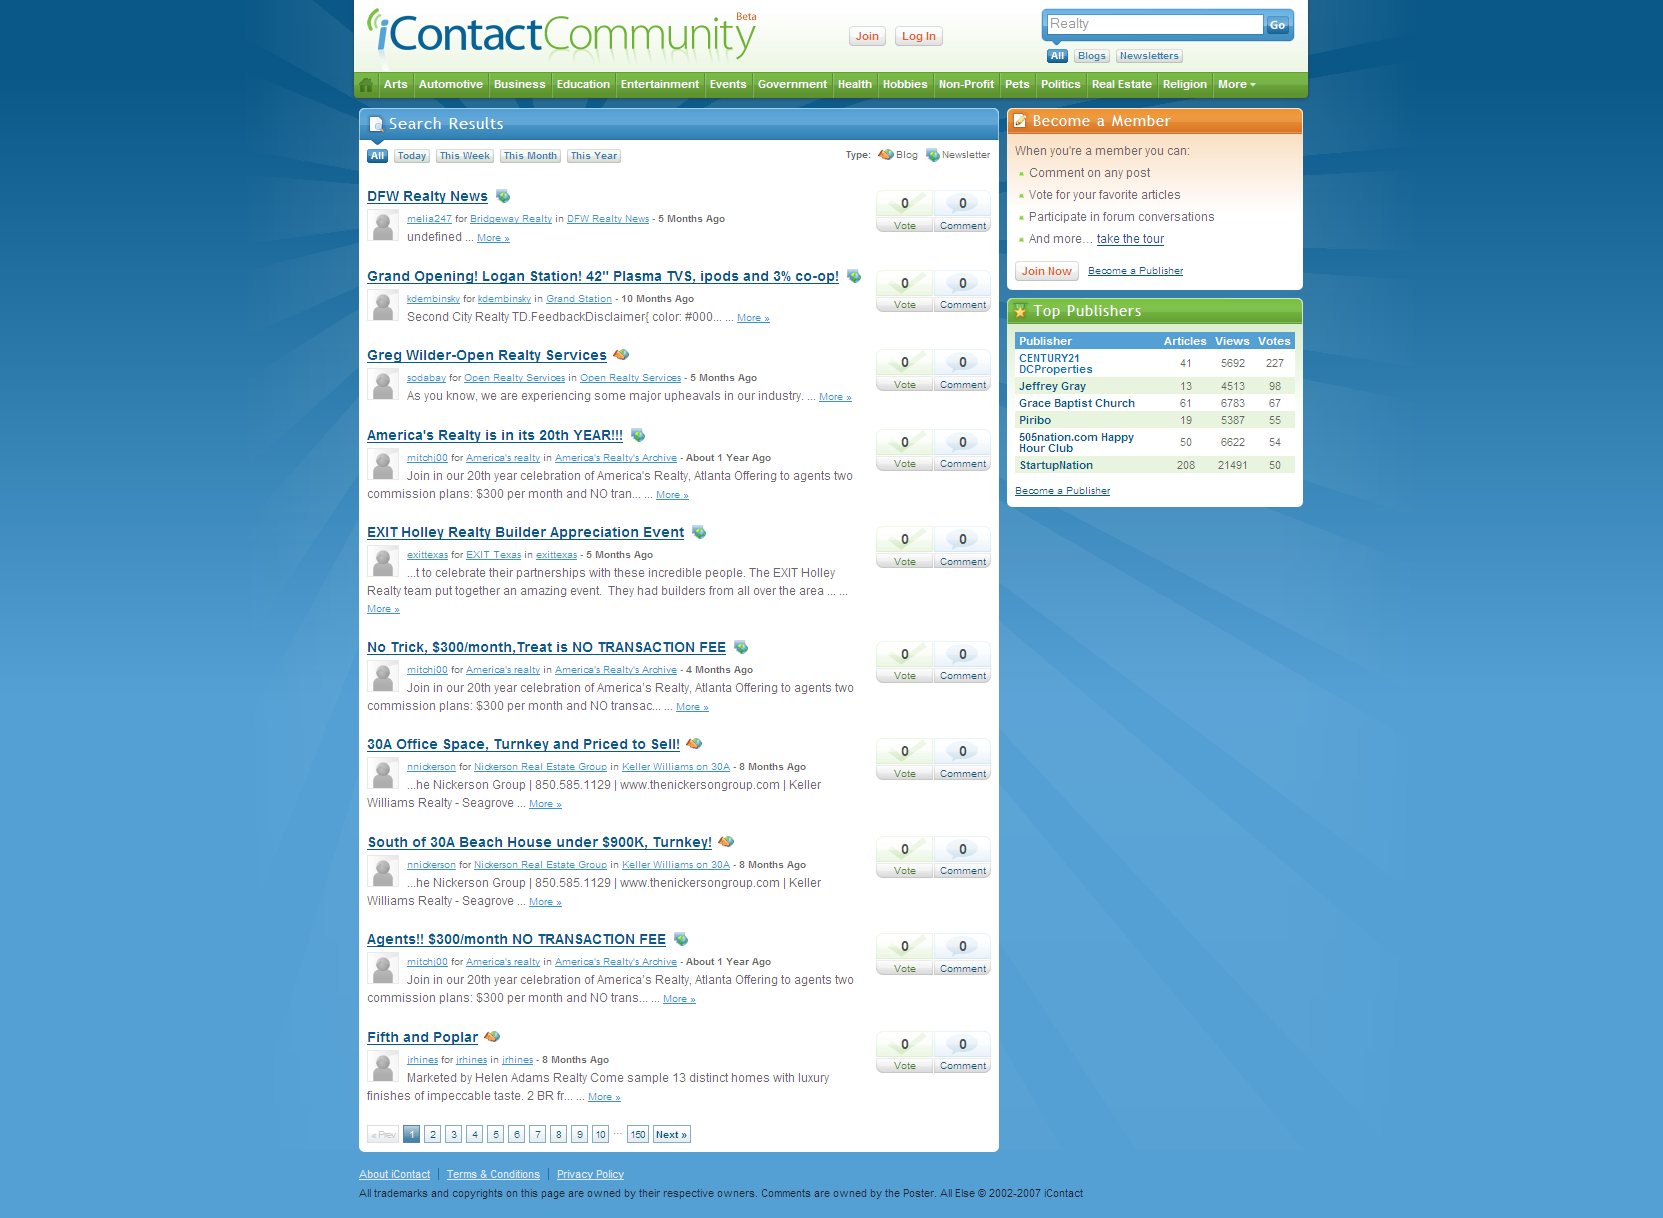 iContactCommunity Beta
Join Log In
Realty Go
All Blogs Newsletters
Arts Automotive Business Education Entertainment Events Government Health Hobbies Non-Profit Pets Politics Real Estate Religion More
Search Results
All Today This Week This Month This Year Type: Blog Newsletter
DFW Realty News
melia247 for Bridgeway Realty in DFW Realty News - 5 Months Ago
undefined ... More »
0 0
Vote Comment
Grand Opening! Logan Station! 42" Plasma TVS, ipods and 3% co-op!
kdembinsky for kdembinsky in Grand Station - 10 Months Ago
Second City Realty TD.FeedbackDisclaimer{ color: #000... ... More »
0 0
Vote Comment
Greg Wilder-Open Realty Services
sodabay for Open Realty Services in Open Realty Services - 5 Months Ago
As you know, we are experiencing some major upheavals in our industry. ... More »
0 0
Vote Comment
America's Realty is in its 20th YEAR!!!
mitchj00 for America's realty in America's Realty's Archive - About 1 Year Ago
Join in our 20th year celebration of America's Realty, Atlanta Offering to agents two
commission plans: $300 per month and NO tran... ... More »
0 0
Vote Comment
EXIT Holley Realty Builder Appreciation Event
exittexas for EXIT Texas in exittexas - 5 Months Ago
...t to celebrate their partnerships with these incredible people. The EXIT Holley
Realty team put together an amazing event. They had builders from all over the area ... ...
More »
0 0
Vote Comment
No Trick, $300/month,Treat is NO TRANSACTION FEE
mitchj00 for America's realty in America's Realty's Archive - 4 Months Ago
Join in our 20th year celebration of America's Realty, Atlanta Offering to agents two
commission plans: $300 per month and NO transac... ... More »
0 0
Vote Comment
30A Office Space, Turnkey and Priced to Sell!
nnickerson for Nickerson Real Estate Group in Keller Williams on 30A - 8 Months Ago
...he Nickerson Group | 850.585.1129 | www.thenickersongroup.com | Keller
Williams Realty - Seagrove ... More »
0 0
Vote Comment
South of 30A Beach House under $900K, Turnkey!
nnickerson for Nickerson Real Estate Group in Keller Williams on 30A - 8 Months Ago
...he Nickerson Group | 850.585.1129 | www.thenickersongroup.com | Keller
Williams Realty - Seagrove ... More »
0 0
Vote Comment
Agents!! $300/month NO TRANSACTION FEE
mitchj00 for America's realty in America's Realty's Archive - About 1 Year Ago
Join in our 20th year celebration of America's Realty, Atlanta Offering to agents two
commission plans: $300 per month and NO trans... ... More »
0 0
Vote Comment
Fifth and Poplar
jrhines for jrhines in jrhines - 8 Months Ago
Marketed by Helen Adams Realty Come sample 13 distinct homes with luxury
finishes of impeccable taste. 2 BR fr... ... More »
0 0
Vote Comment
« Prev 1 2 3 4 5 6 7 8 9 10 ... 150 Next »
Become a Member
When you're a member you can:
Comment on any post
Vote for your favorite articles
Participate in forum conversations
And more... take the tour
Join Now Become a Publisher
Top Publishers
Publisher Articles Views Votes
CENTURY21
DCProperties 41 5692 227
Jeffrey Gray 13 4513 98
Grace Baptist Church 61 6783 67
Piribo 19 5387 55
505nation.com Happy
Hour Club 50 6622 54
StartupNation 208 21491 50
Become a Publisher
About iContact | Terms & Conditions | Privacy Policy
All trademarks and copyrights on this page are owned by their respective owners. Comments are owned by the Poster. All Else © 2002-2007 iContact